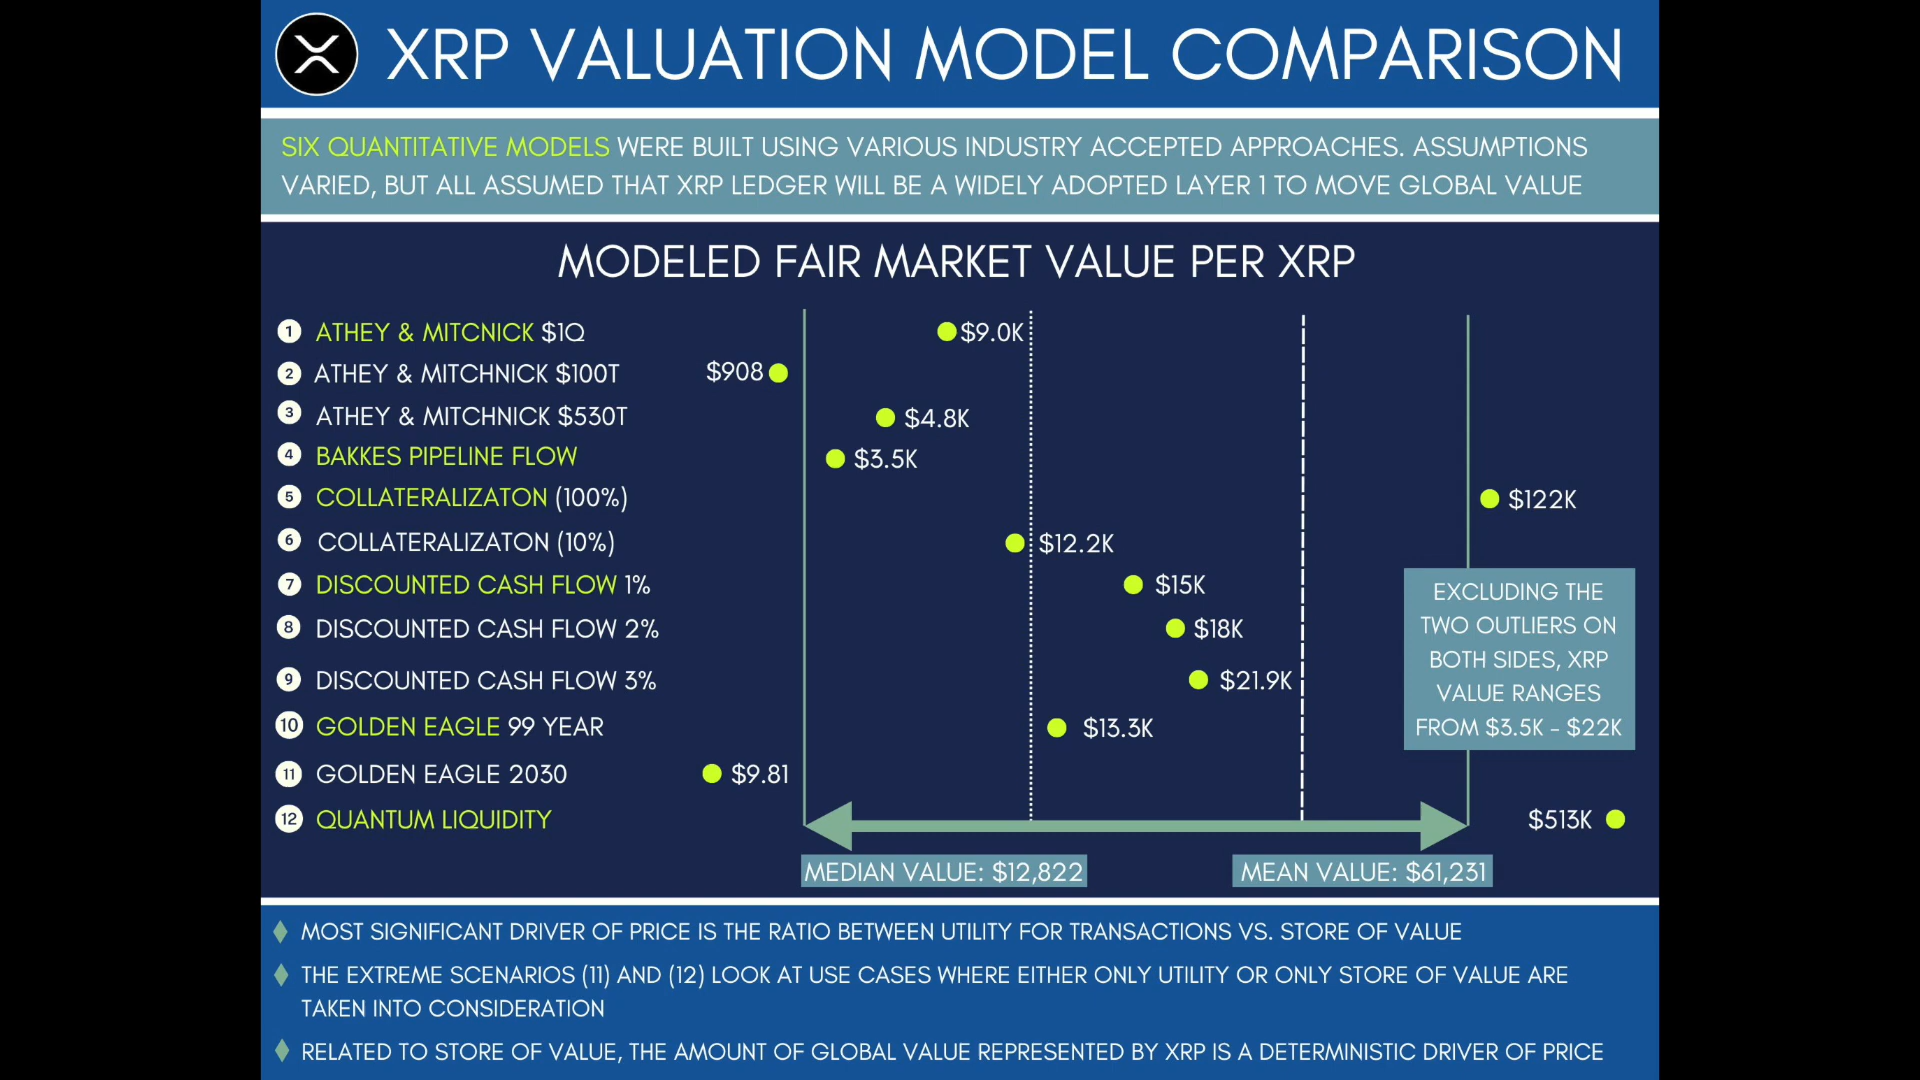 XRP VALUATION MODEL COMPARISON
SIX QUANTITATIVE MODELS WERE BUILT USING VARIOUS INDUSTRY ACCEPTED APPROACHES. ASSUMPTIONS
VARIED, BUT ALL ASSUMED THAT XRP LEDGER WILL BE A WIDELY ADOPTED LAYER 1 TO MOVE GLOBAL VALUE
MODELED FAIR MARKET VALUE PER XRP
1 ATHEY & MITCNICK $1Q $9.0K
2 ATHEY & MITCHNICK $100T $908
3 ATHEY & MITCHNICK $530T $4.8K
4 BAKKES PIPELINE FLOW $3.5K
5 COLLATERALIZATON (100%) $122K
6 COLLATERALIZATON (10%) $12.2K
7 DISCOUNTED CASH FLOW 1% $15K
8 DISCOUNTED CASH FLOW 2% $18K
9 DISCOUNTED CASH FLOW 3% $21.9K
10 GOLDEN EAGLE 99 YEAR $13.3K
11 GOLDEN EAGLE 2030 $9.81
12 QUANTUM LIQUIDITY $513K
EXCLUDING THE
TWO OUTLIERS ON
BOTH SIDES, XRP
VALUE RANGES
FROM $3.5K - $22K
MEDIAN VALUE: $12,822
MEAN VALUE: $61,231
MOST SIGNIFICANT DRIVER OF PRICE IS THE RATIO BETWEEN UTILITY FOR TRANSACTIONS VS. STORE OF VALUE
THE EXTREME SCENARIOS (11) AND (12) LOOK AT USE CASES WHERE EITHER ONLY UTILITY OR ONLY STORE OF VALUE ARE
TAKEN INTO CONSIDERATION
RELATED TO STORE OF VALUE, THE AMOUNT OF GLOBAL VALUE REPRESENTED BY XRP IS A DETERMINISTIC DRIVER OF PRICE